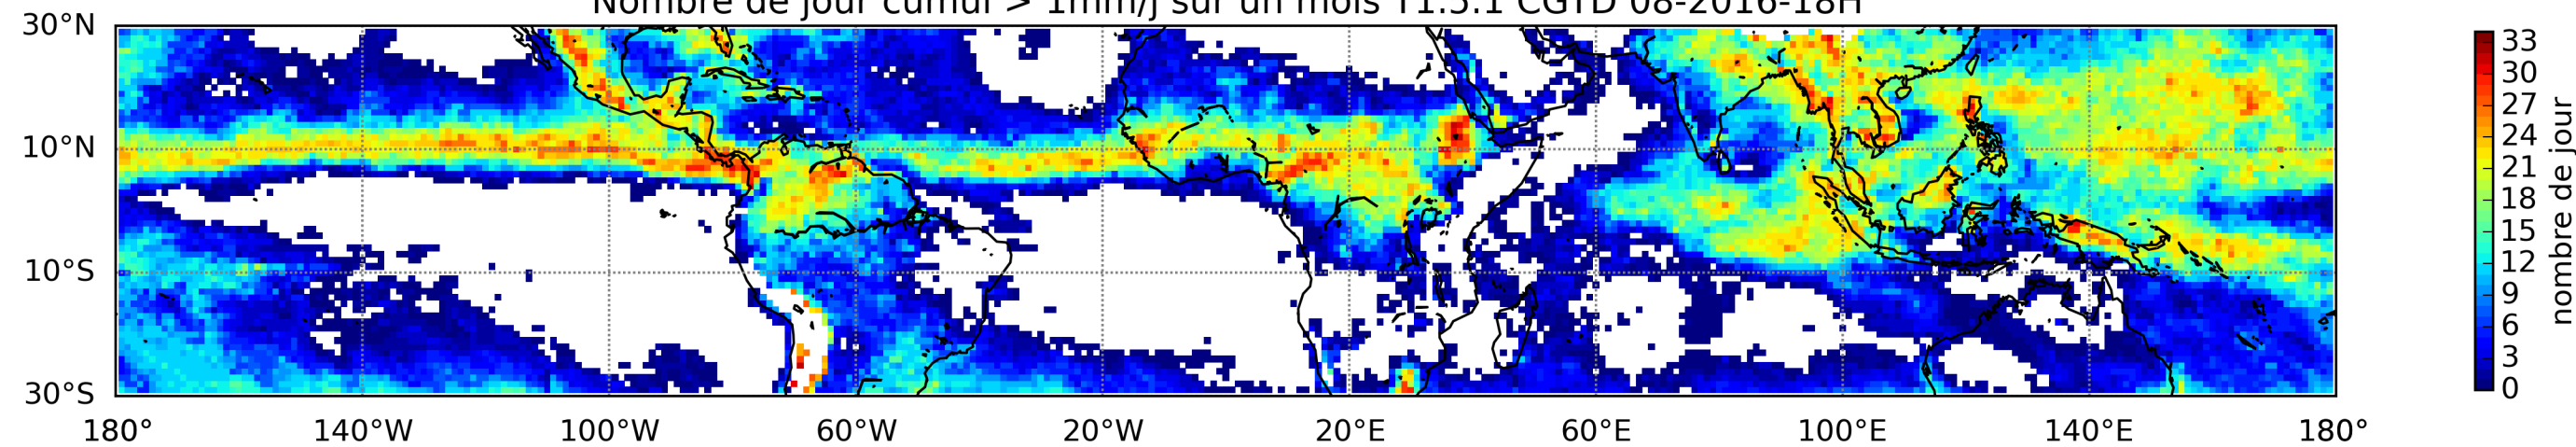 Nombre de jour cumul > 1mm/j sur un mois T1.5.1 CGTD 08-2016-18H
30°N
10°N
10°S
30°S
180° 140°W 100°W 60°W 20°W 20°E 60°E 100°E 140°E 180°
33
30
27
24
21
18
15
12
9
6
3
0
nombre de jour